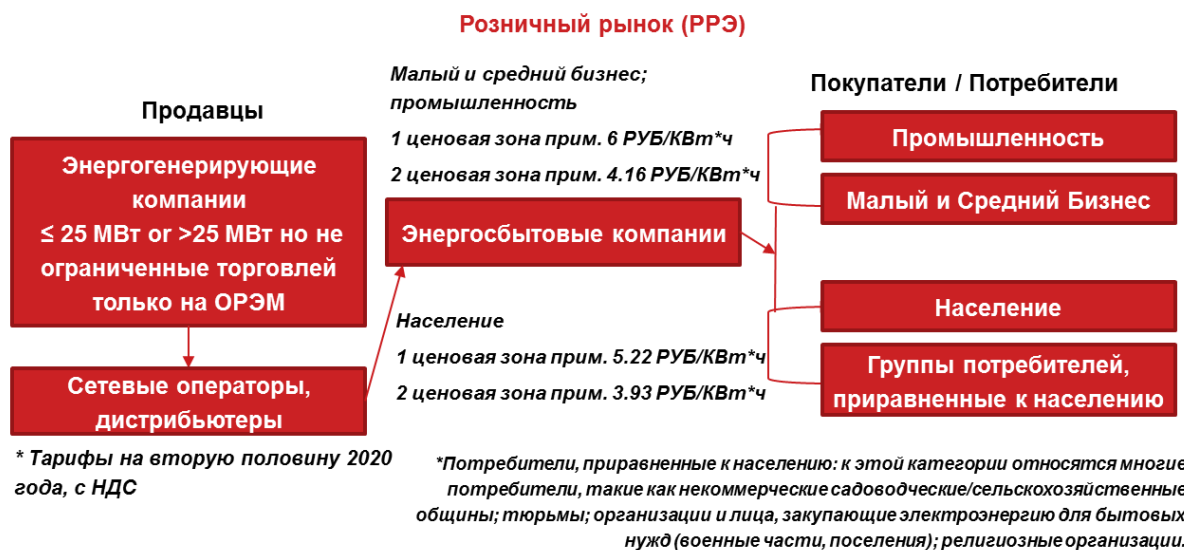 Розничный рынок (РРЭ)
Продавцы
Энергогенерирующие
компании
≤ 25 МВт or >25 МВт но не
ограниченные торговлей
только на ОРЭМ
Сетевые операторы,
дистрибьютеры
* Тарифы на вторую половину 2020
года, с НДС
Малый и средний бизнес;
промышленность
1 ценовая зона прим. 6 РУБ/КВт*ч
2 ценовая зона прим. 4.16 РУБ/КВт*ч
Энергосбытовые компании
Население
1 ценовая зона прим. 5.22 РУБ/КВт*ч
2 ценовая зона прим. 3.93 РУБ/КВт*ч
Покупатели / Потребители
Промышленность
Малый и Средний Бизнес
Население
Группы потребителей,
приравненные к населению
*Потребители, приравненные к населению: к этой категории относятся многие
потребители, такие как некоммерческие садоводческие/сельскохозяйственные
общины; тюрьмы; организации и лица, закупающие электроэнергию для бытовых
нужд (военные части, поселения); религиозные организации.